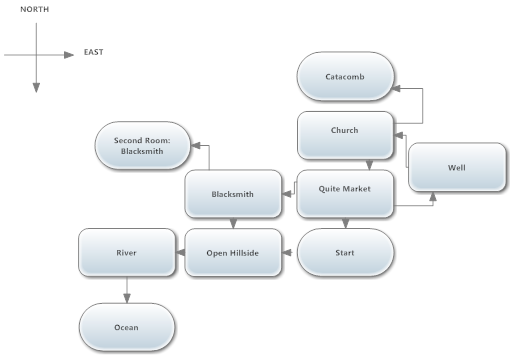 NORTH
EAST
Catacomb
Church
Second Room:
Blacksmith
Well
Blacksmith
Quite Market
River
Open Hillside
Start
Ocean